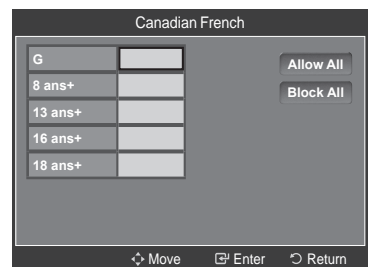 Canadian French
G
8 ans+
13 ans+
16 ans+
18 ans+
Allow All
Block All
Move Enter Return